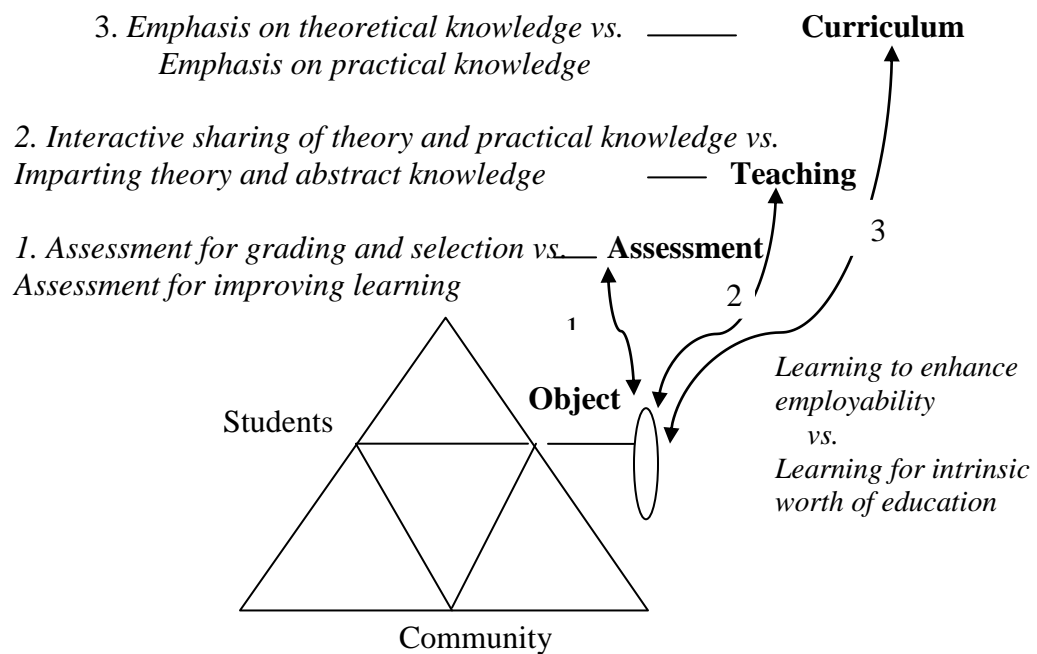 3. Emphasis on theoretical knowledge vs. Curriculum
Emphasis on practical knowledge
2. Interactive sharing of theory and practical knowledge vs.
Imparting theory and abstract knowledge Teaching
1. Assessment for grading and selection vs. Assessment
Assessment for improving learning
3
2
1
Learning to enhance
employability
vs.
Learning for intrinsic
worth of education
Object
Students
Community